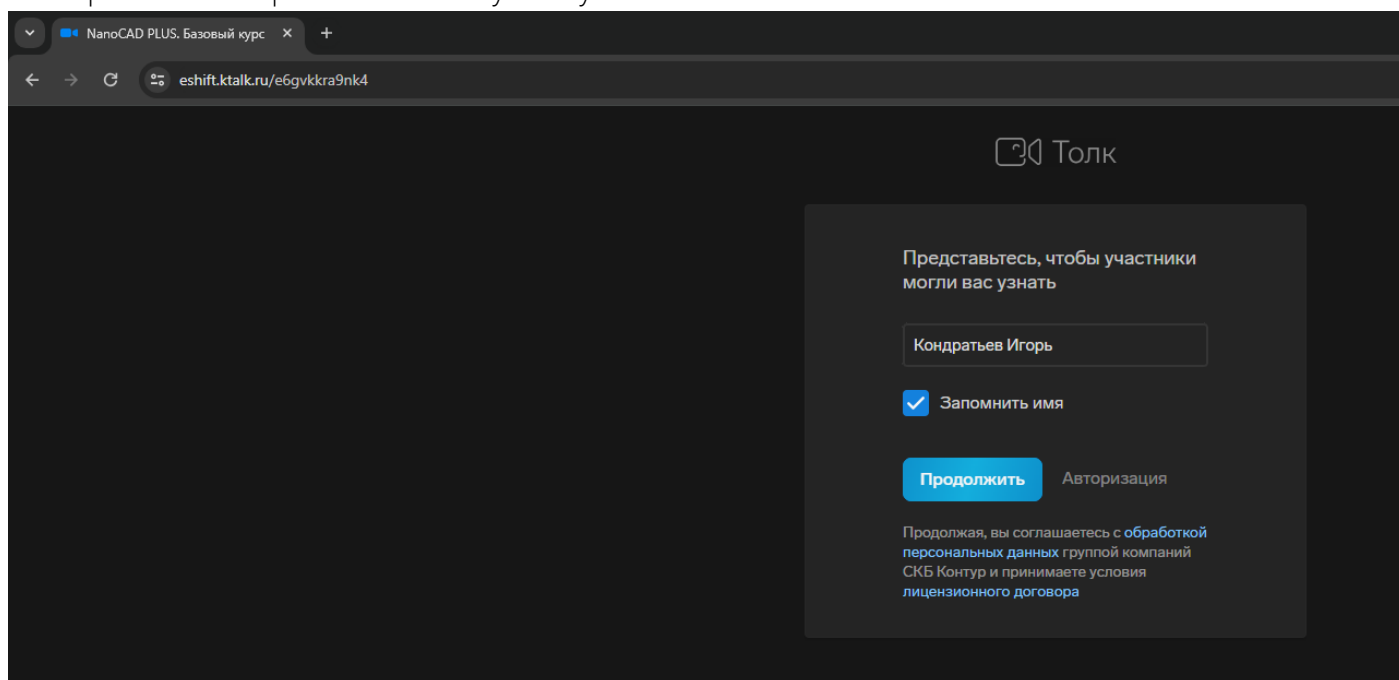 NanoCAD PLUS. Базовый курс
eshift.ktalk.ru/e6gvkkra9nk4
Толк
Представьтесь, чтобы участники
могли вас узнать
Кондратьев Игорь
Запомнить имя
Продолжить Авторизация
Продолжая, вы соглашаетесь с обработкой
персональных данных группой компаний
СКБ Контур и принимаете условия
лицензионного договора